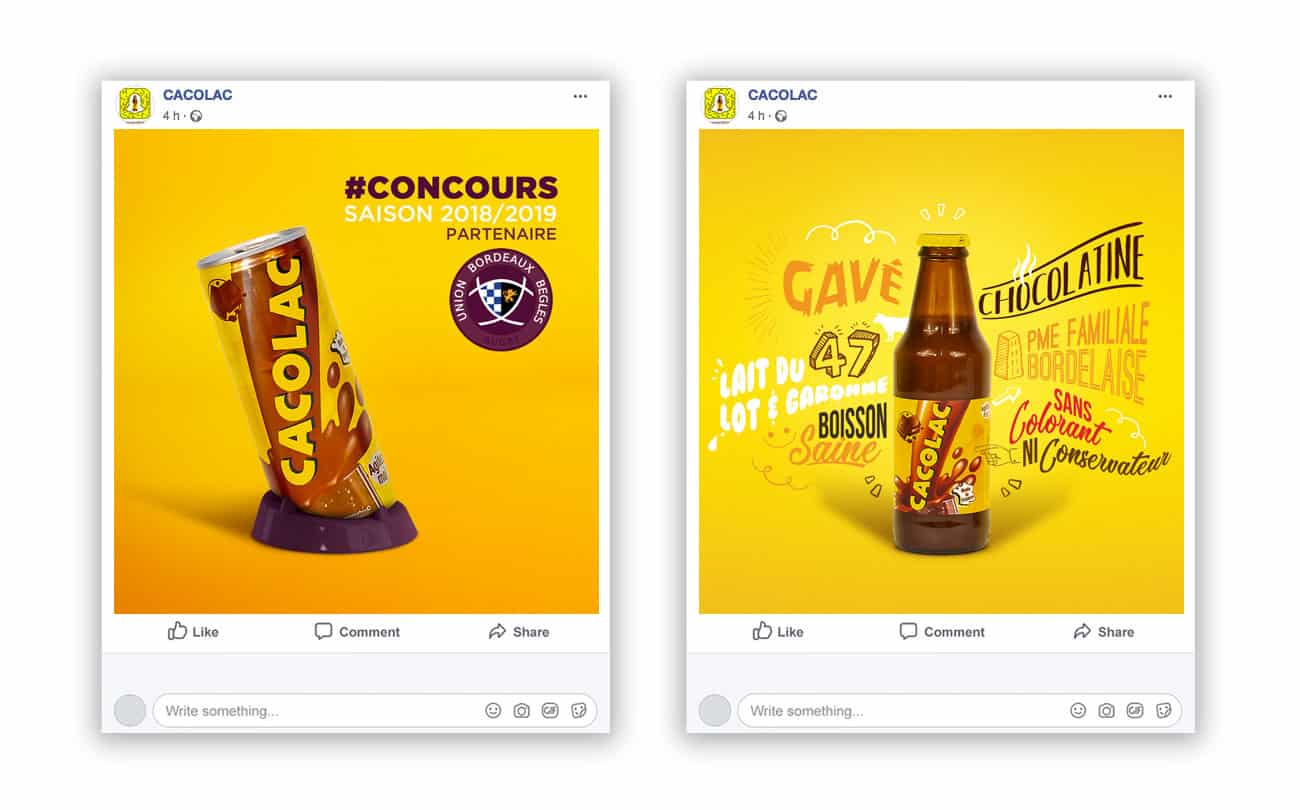 CACOLAC
4 h ·
#CONCOURS
SAISON 2018/2019
PARTENAIRE
UNION BORDEAUX BEGLES
RUGBY
CACOLAC
Like
Comment
Share
Write something...
GIF
CACOLAC
4 h ·
GAVÉ
47
LAIT DU
LOT & GARONNE
BOISSON
Saine
CACOLAC
CHOCOLATINE
PME FAMILIALE
BORDELAISE
SANS
Colorant
NI Conservateur
Like
Comment
Share
Write something...
GIF